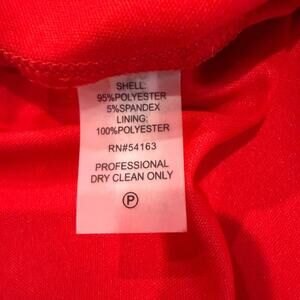 SHELL:
95%POLYESTER
5%SPANDEX
LINING:
100%POLYESTER
RN#54163
PROFESSIONAL
DRY CLEAN ONLY
P